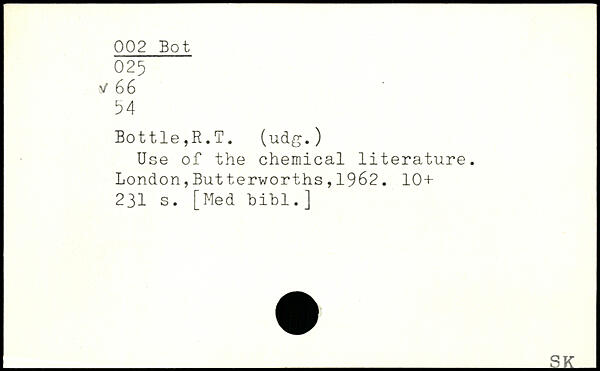 002 Bot
025
√ 66
54
Bottle,R.T. (udg.)
Use of the chemical literature.
London,Butterworths,1962. 10+
231 s. [Med bibl.]
SK